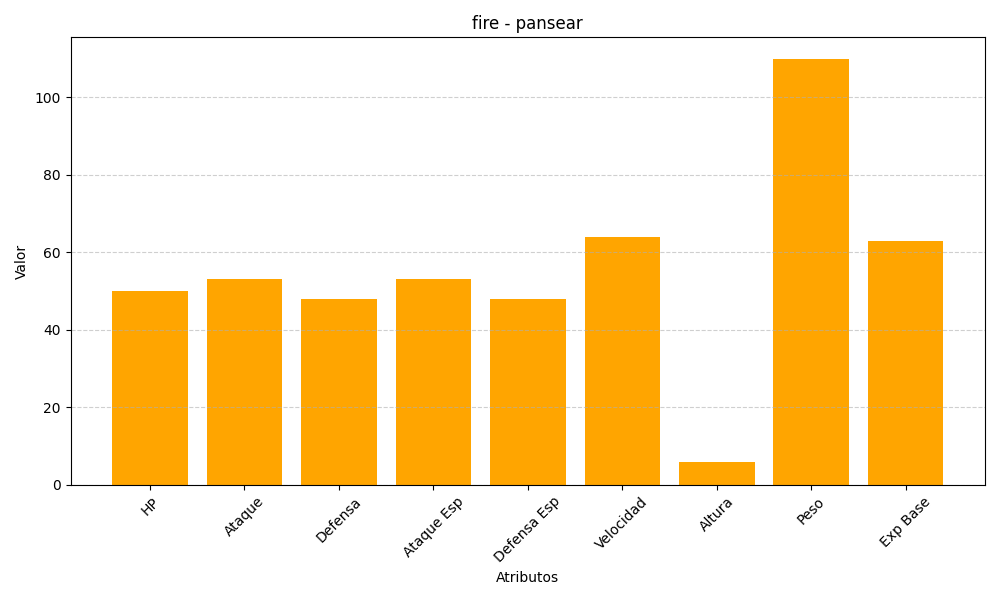 fire - pansear
Valor
100
80
60
40
20
0
HP
Ataque
Defensa
Ataque Esp
Defensa Esp
Velocidad
Altura
Peso
Exp Base
Atributos